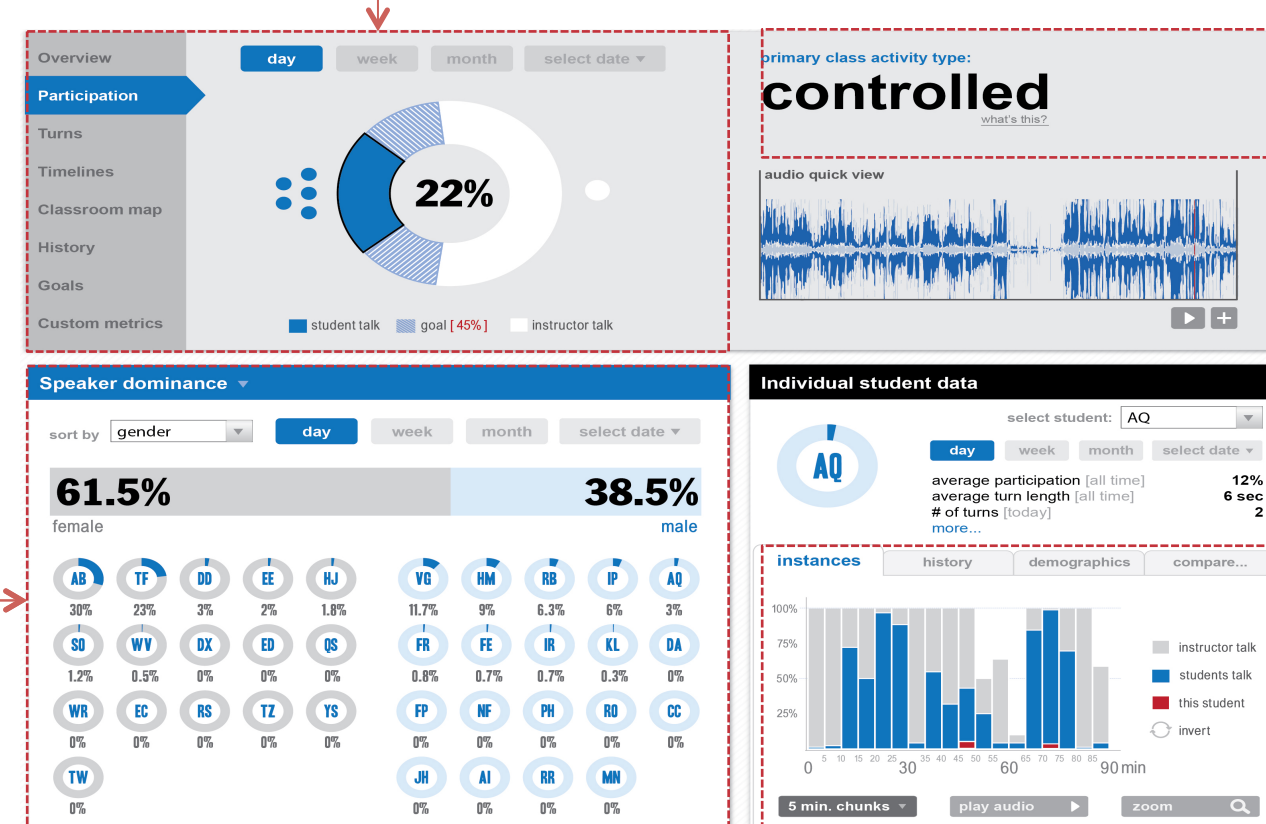 Overview
Participation
Turns
Timelines
Classroom map
History
Goals
Custom metrics
day week month select date
22%
student talk goal [ 45% ] instructor talk
primary class activity type:
controlled
what's this?
audio quick view
Speaker dominance
sort by gender day week month select date
61.5% 38.5%
female male
AB TF DD EE HJ VG HM RB IP AQ
30% 23% 3% 2% 1.8% 11.7% 9% 6.3% 6% 3%
SO WV DX ED QS FR FE IR KL DA
1.2% 0.5% 0% 0% 0% 0.8% 0.7% 0.7% 0.3% 0%
WR EC RS TZ YS FP NF PH RO CC
0% 0% 0% 0% 0% 0% 0% 0% 0% 0%
TW JH AI RR MN
0% 0% 0% 0% 0%
Individual student data
select student: AQ
AQ
day week month select date
average participation [all time] 12%
average turn length [all time] 6 sec
# of turns [today] 2
more...
instances history demographics compare...
100%
75%
50%
25%
instructor talk
students talk
this student
invert
0 5 10 15 20 25 30 35 40 45 50 55 60 65 70 75 80 85 90 min
5 min. chunks play audio zoom